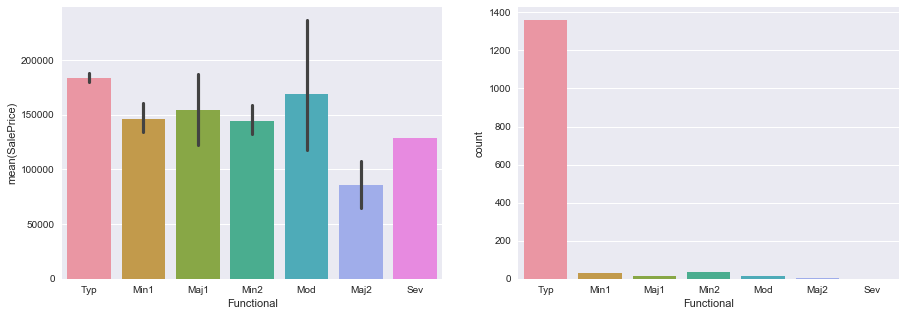 mean(SalePrice)
200000
150000
100000
50000
0
Typ Min1 Maj1 Min2 Mod Maj2 Sev
Functional
count
1400
1200
1000
800
600
400
200
0
Typ Min1 Maj1 Min2 Mod Maj2 Sev
Functional